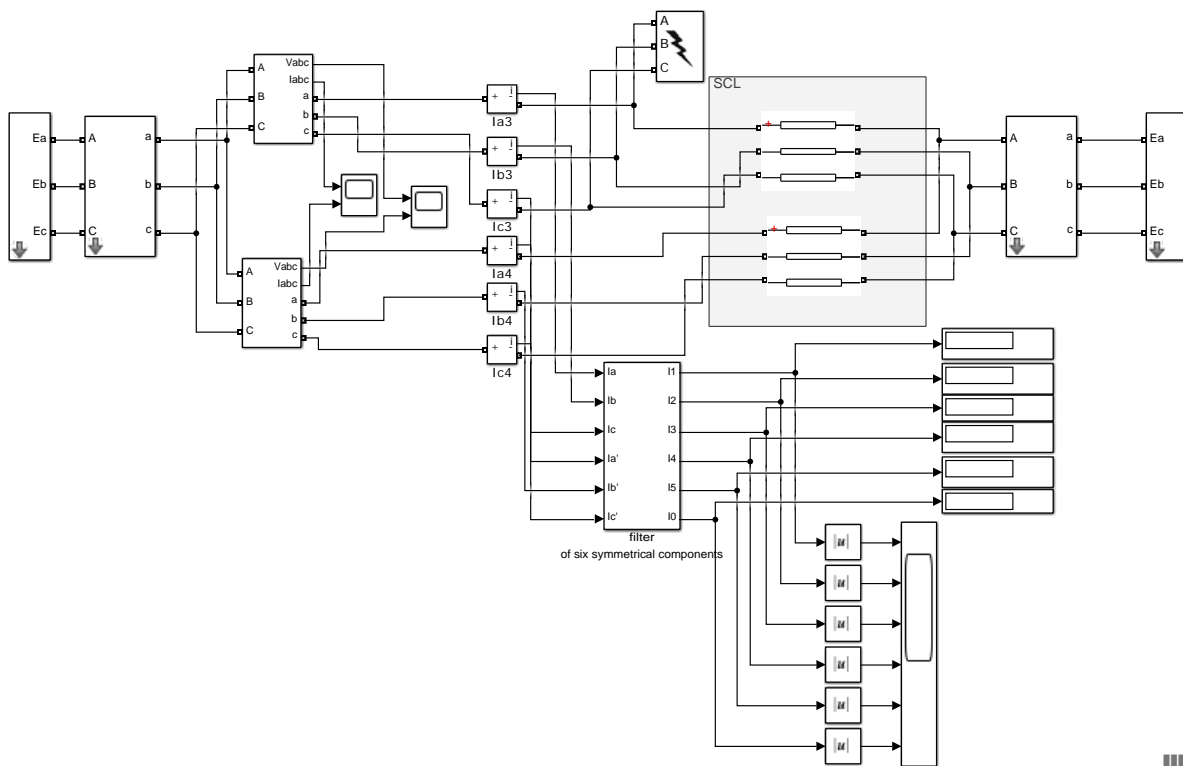 Ea
Eb
Ec
A
B
C
a
b
c
A
B
C
Vabc
Iabc
a
b
c
A
B
C
Vabc
Iabc
a
b
c
+ i -
Ia3
+ i -
Ib3
+ i -
Ic3
+ i -
Ia4
+ i -
Ib4
+ i -
Ic4
A
B
C
SCL
+
+
A
B
C
a
b
c
Ea
Eb
Ec
Ia
Ib
Ic
Ia'
Ib'
Ic'
I1
I2
I3
I4
I5
I0
filter
of six symmetrical components
|u|
|u|
|u|
|u|
|u|
|u|